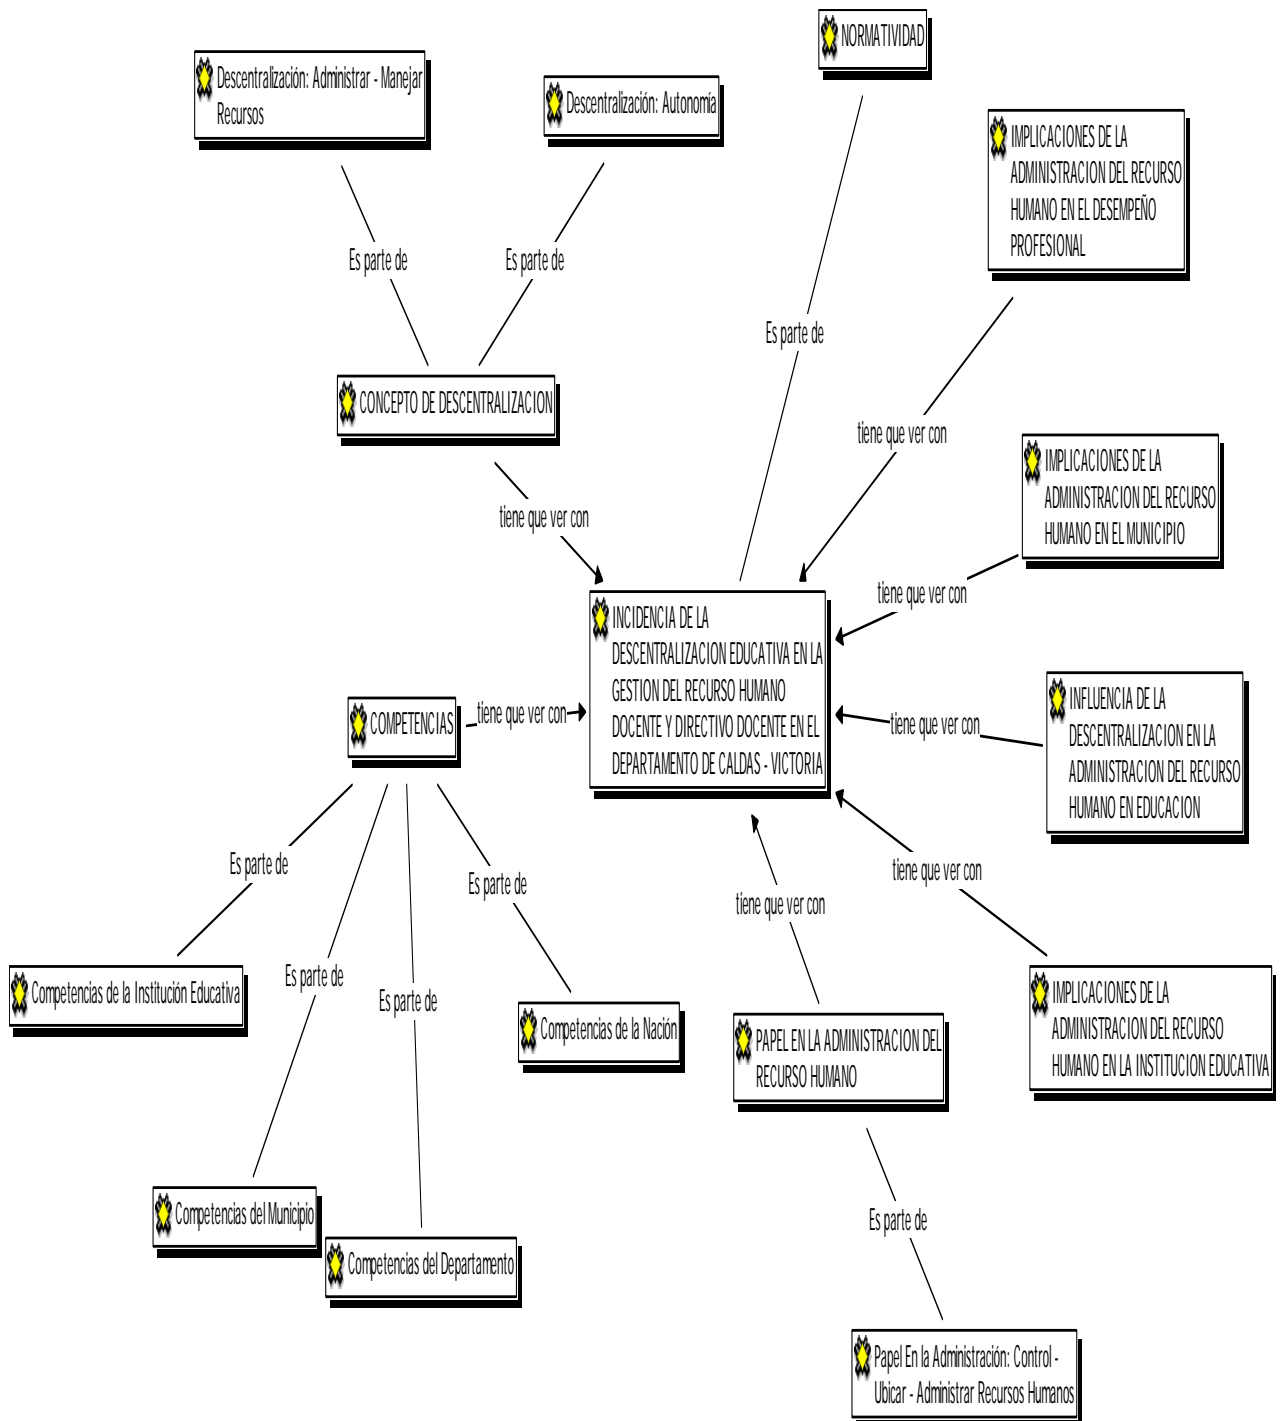 NORMATIVIDAD
Descentralización: Administrar - Manejar
Recursos
Descentralización: Autonomía
IMPLICACIONES DE LA
ADMINISTRACION DEL RECURSO
HUMANO EN EL DESEMPEÑO
PROFESIONAL
Es parte de
Es parte de
Es parte de
CONCEPTO DE DESCENTRALIZACION
tiene que ver con
IMPLICACIONES DE LA
ADMINISTRACION DEL RECURSO
HUMANO EN EL MUNICIPIO
tiene que ver con
tiene que ver con
INCIDENCIA DE LA
DESCENTRALIZACION EDUCATIVA EN LA
GESTION DEL RECURSO HUMANO
DOCENTE Y DIRECTIVO DOCENTE EN EL
DEPARTAMENTO DE CALDAS - VICTORIA
COMPETENCIAS
tiene que ver con
tiene que ver con
INFLUENCIA DE LA
DESCENTRALIZACION EN LA
ADMINISTRACION DEL RECURSO
HUMANO EN EDUCACION
Es parte de
Es parte de
tiene que ver con
tiene que ver con
Es parte de
Es parte de
Competencias de la Institución Educativa
Competencias de la Nación
PAPEL EN LA ADMINISTRACION DEL
RECURSO HUMANO
IMPLICACIONES DE LA
ADMINISTRACION DEL RECURSO
HUMANO EN LA INSTITUCION EDUCATIVA
Competencias del Municipio
Competencias del Departamento
Es parte de
Papel En la Administración: Control -
Ubicar - Administrar Recursos Humanos